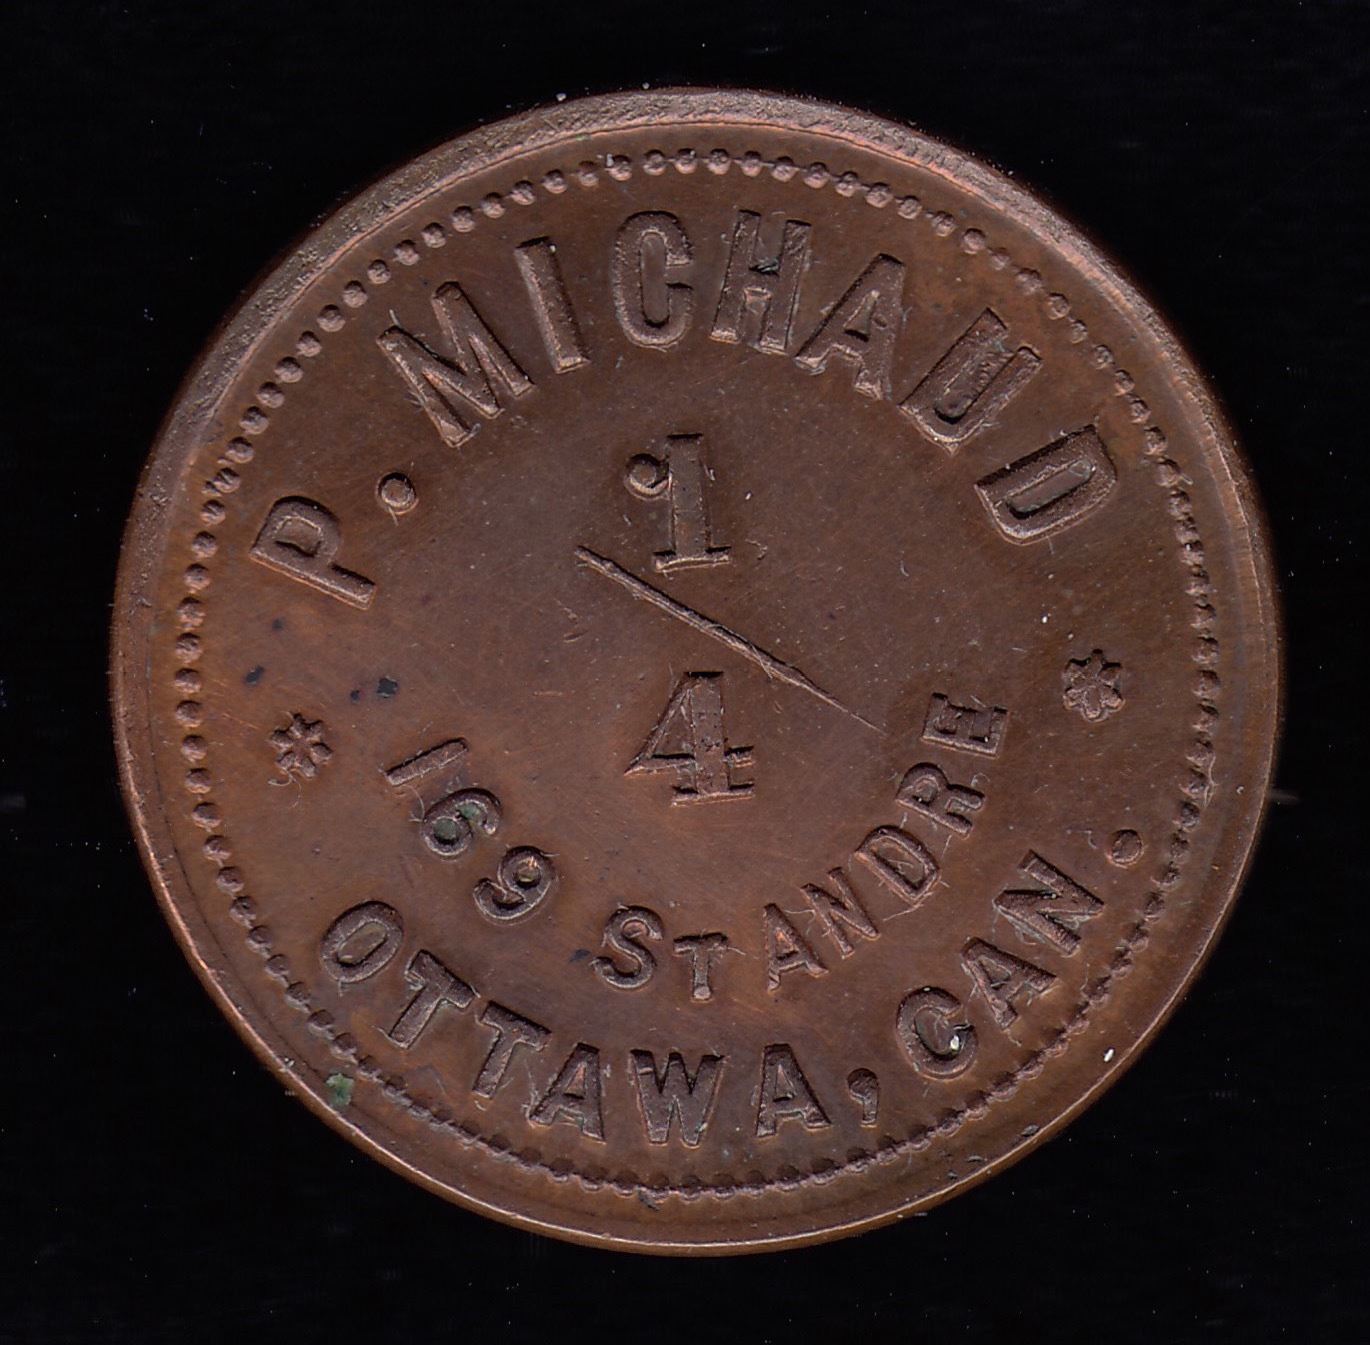 P. MICHAUD
1
4
169 ST ANDRE
OTTAWA, CAN.